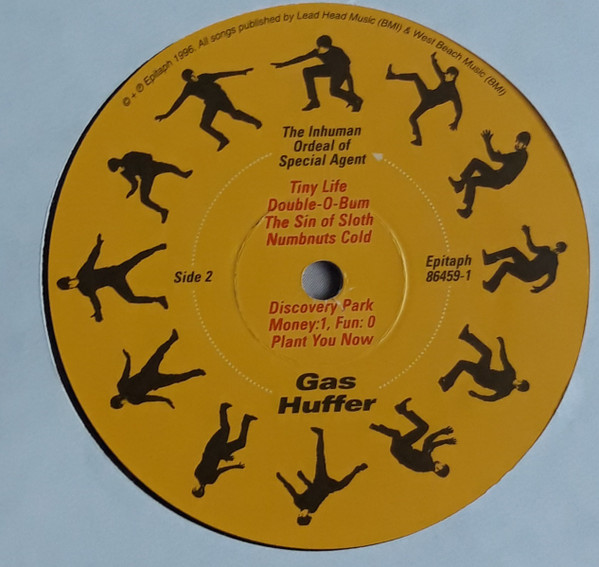 © + ℗ Epitaph 1996. All songs published by Lead Head Music (BMI) & West Beach Music (BMI)
The Inhuman
Ordeal of
Special Agent
Tiny Life
Double-O-Bum
The Sin of Sloth
Numbnuts Cold
Side 2
Epitaph
86459-1
Discovery Park
Money:1, Fun: 0
Plant You Now
Gas
Huffer